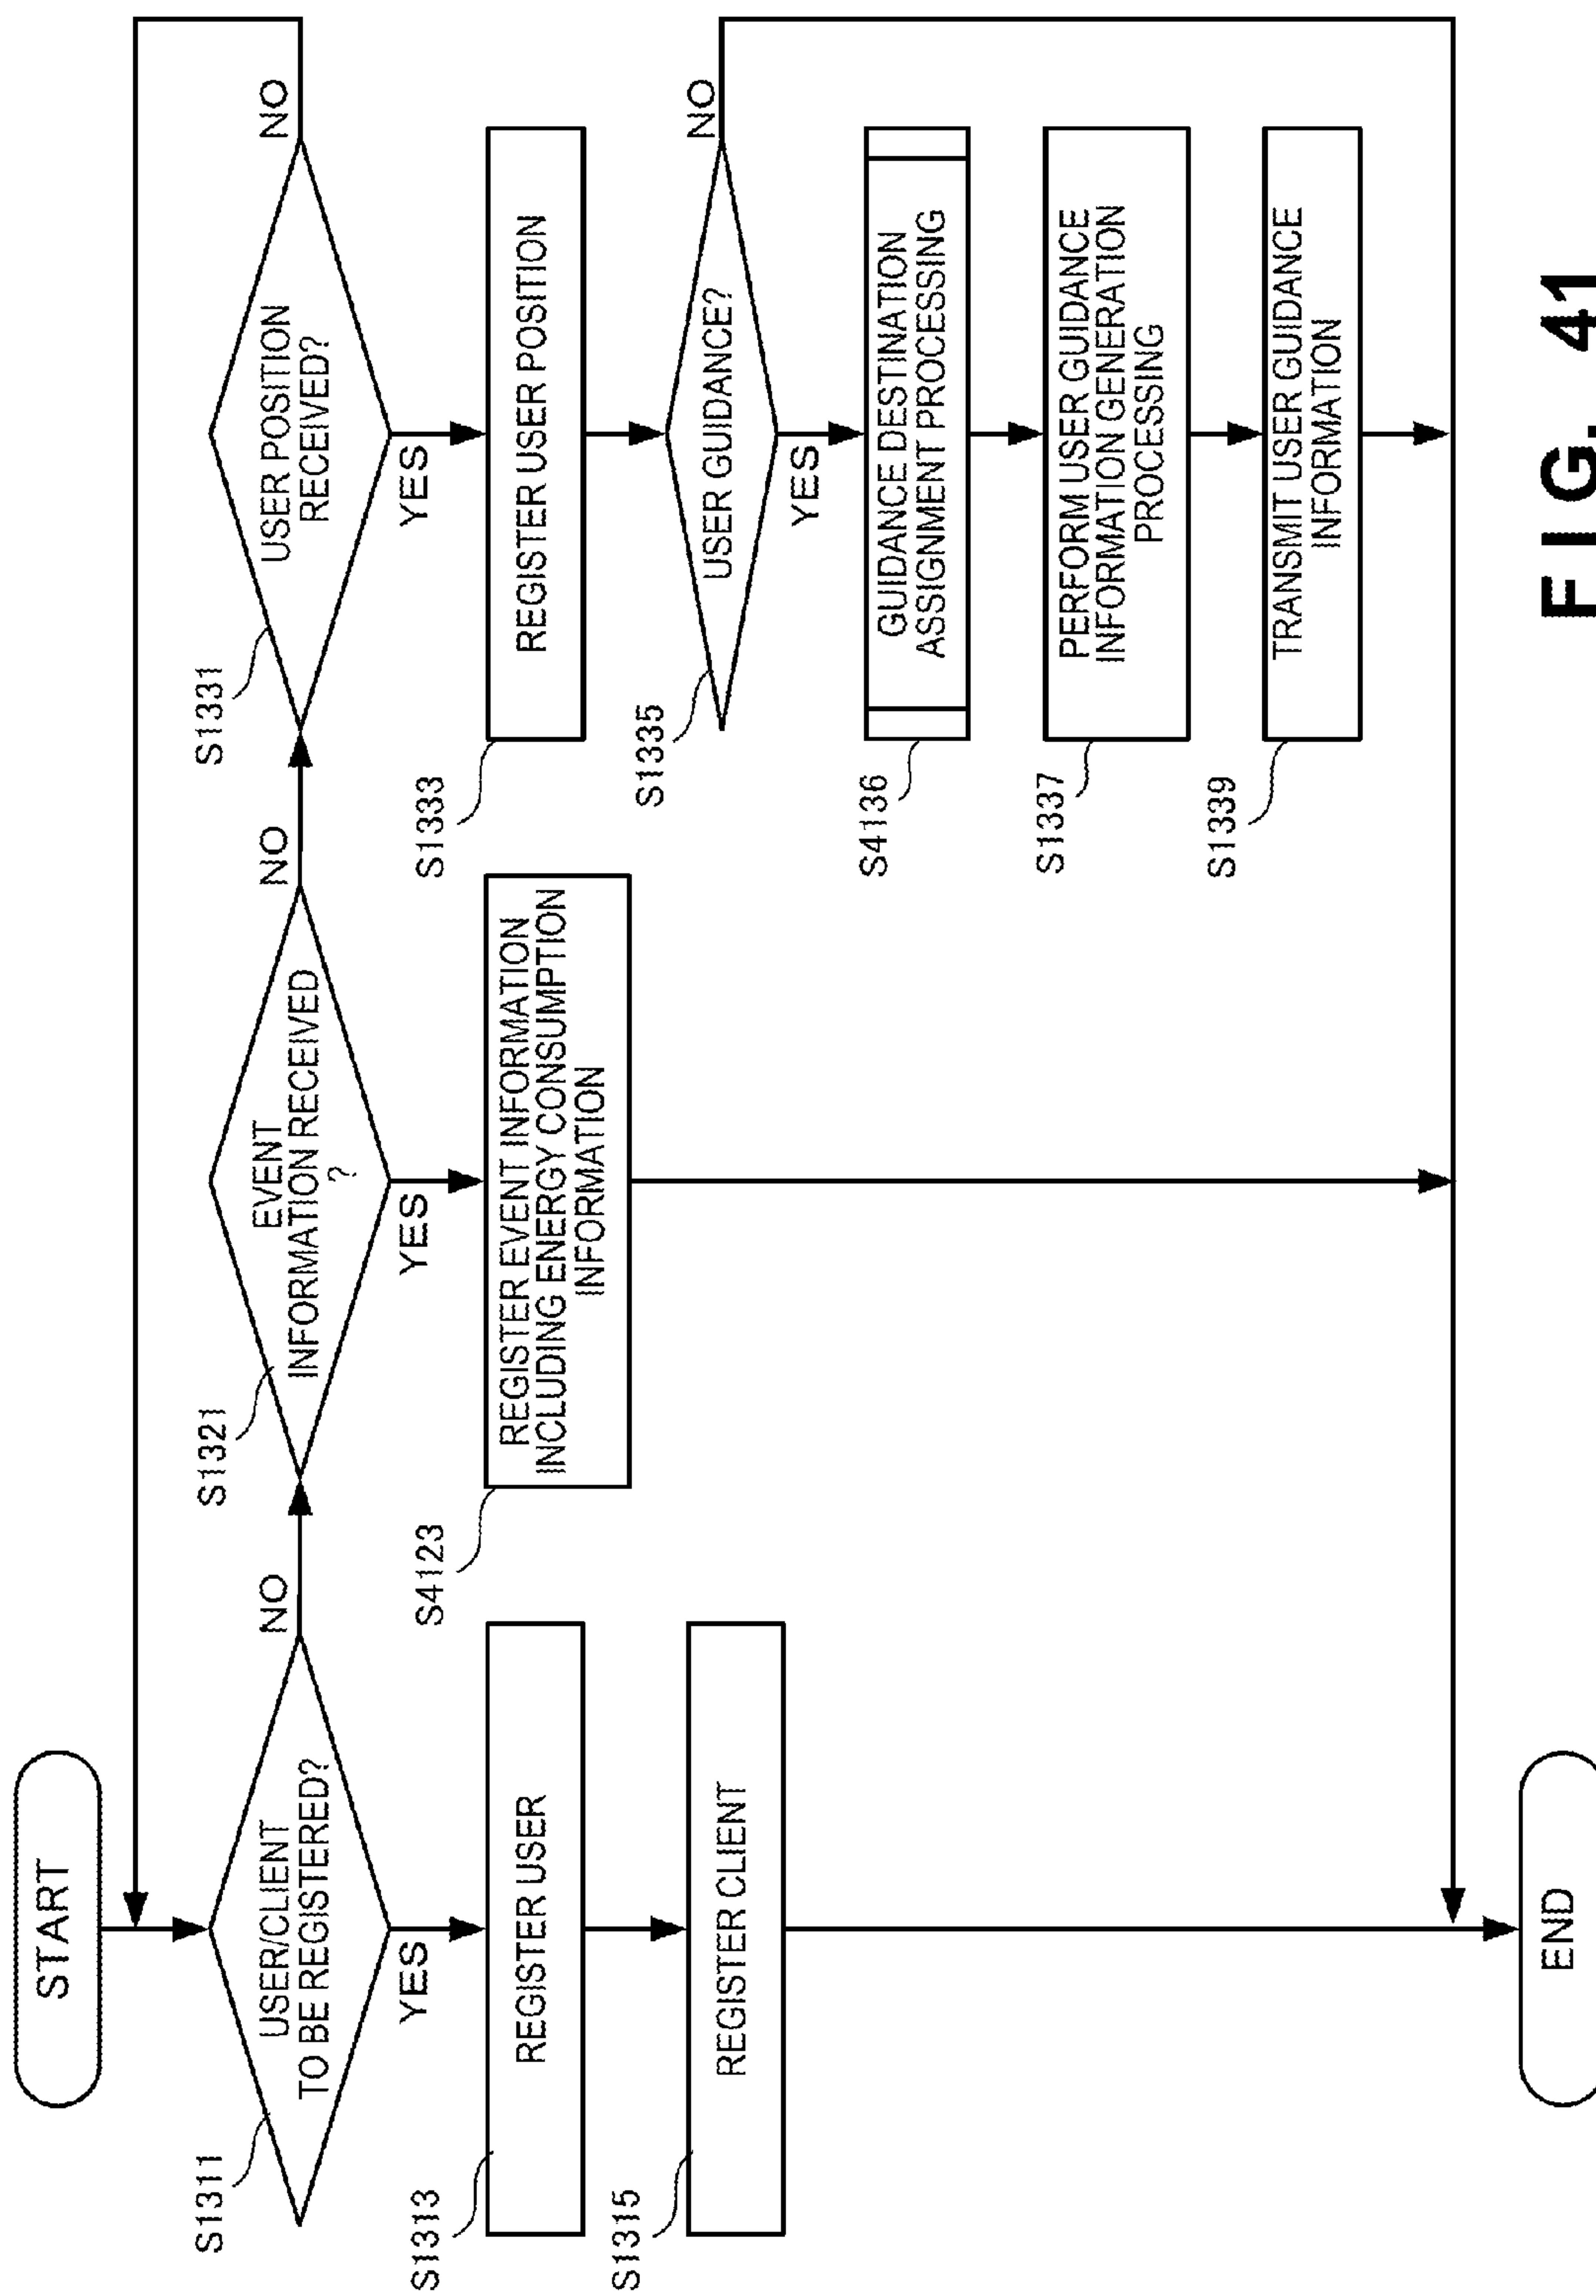 START
S1311
USER/CLIENT
TO BE REGISTERED?
NO
YES
S1313
REGISTER USER
S1315
REGISTER CLIENT
S1321
EVENT
INFORMATION RECEIVED
?
NO
YES
S4123
REGISTER EVENT INFORMATION
INCLUDING ENERGY CONSUMPTION
INFORMATION
S1331
USER POSITION
RECEIVED?
NO
YES
S1333
REGISTER USER POSITION
S1335
USER GUIDANCE?
NO
YES
S4136
GUIDANCE DESTINATION
ASSIGNMENT PROCESSING
S1337
PERFORM USER GUIDANCE
INFORMATION GENERATION
PROCESSING
S1339
TRANSMIT USER GUIDANCE
INFORMATION
END
FIG. 41